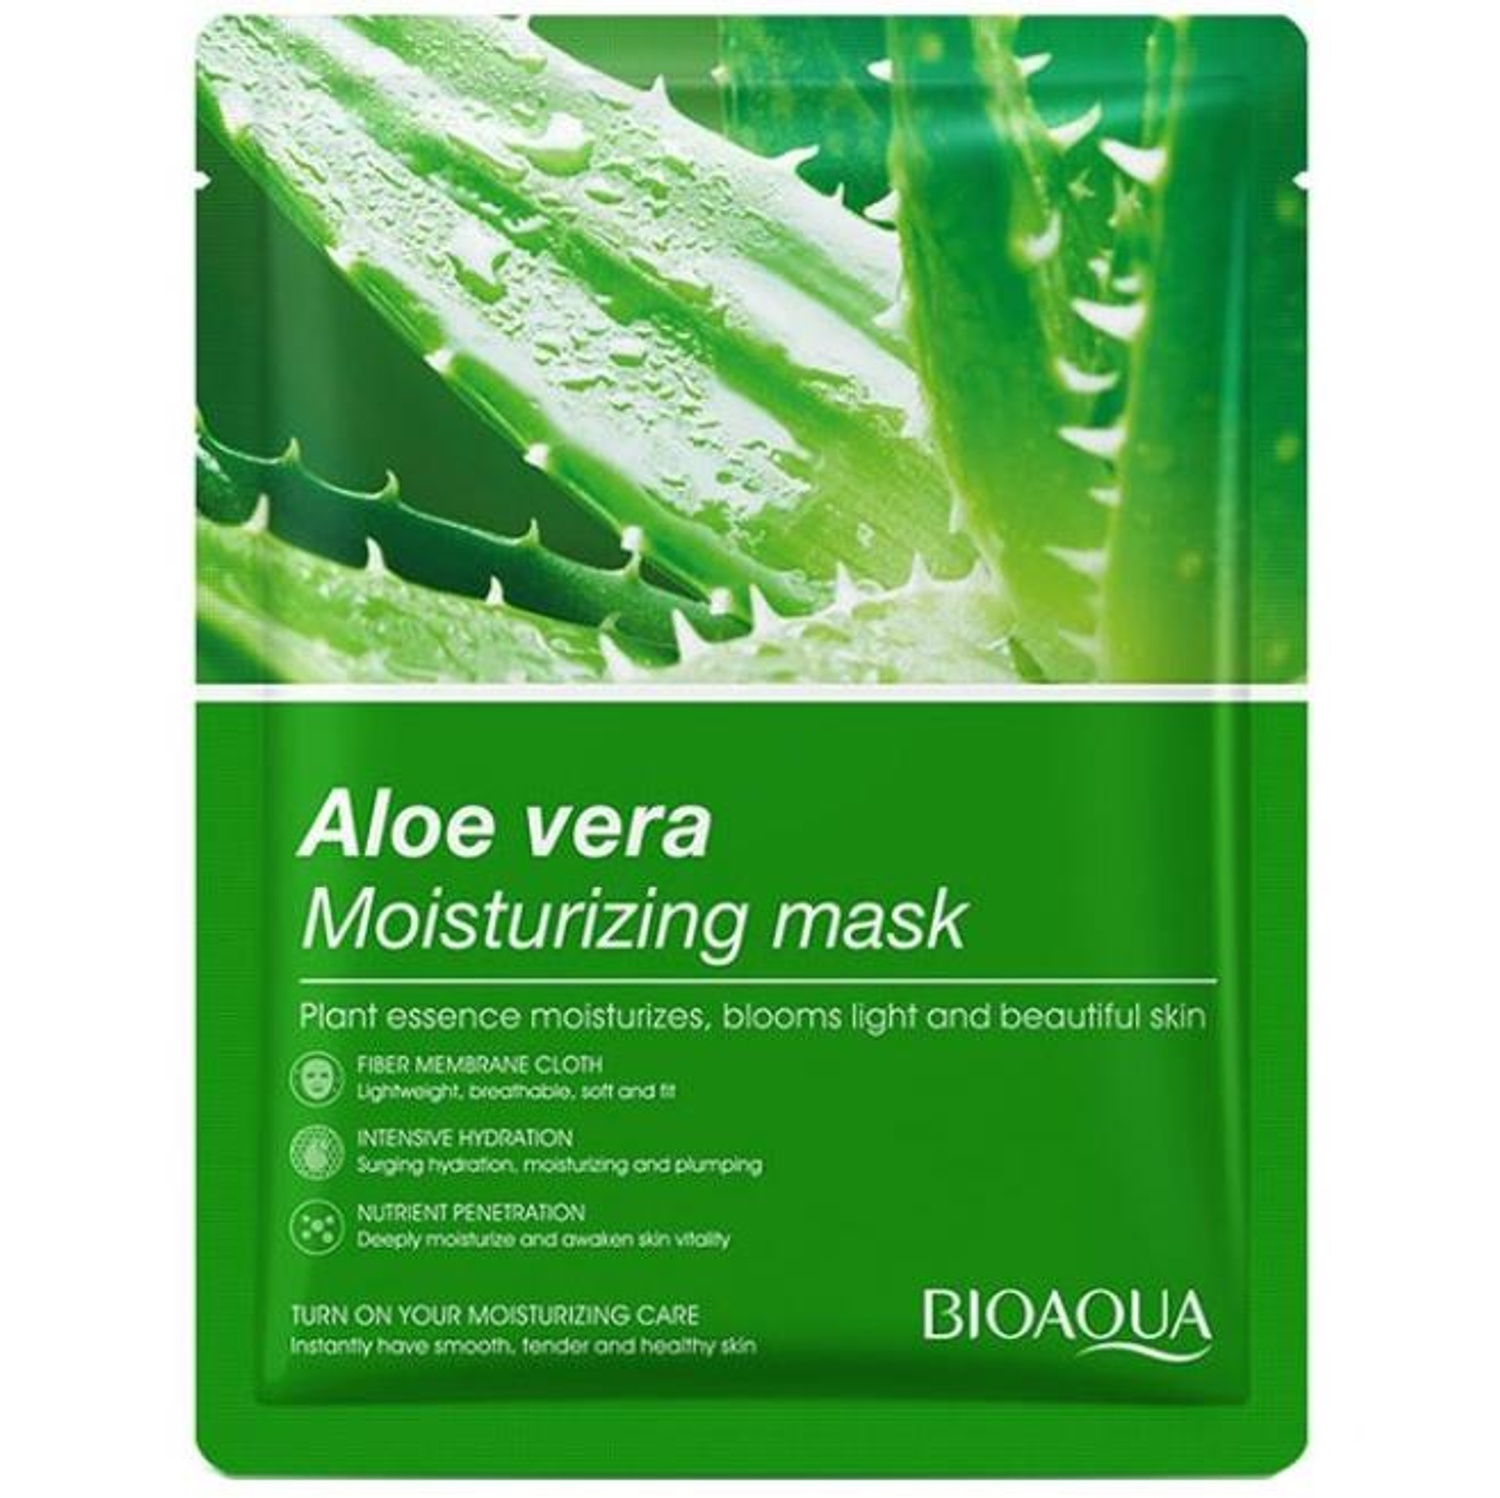 Aloe vera
Moisturizing mask
Plant essence moisturizes, blooms light and beautiful skin
FIBER MEMBRANE CLOTH
Lightweight, breathable, soft and fit
INTENSIVE HYDRATION
Surging hydration, moisturizing and plumping
NUTRIENT PENETRATION
Deeply moisturize and awaken skin vitality
TURN ON YOUR MOISTURIZING CARE
Instantly have smooth, tender and healthy skin
BIOAQUA